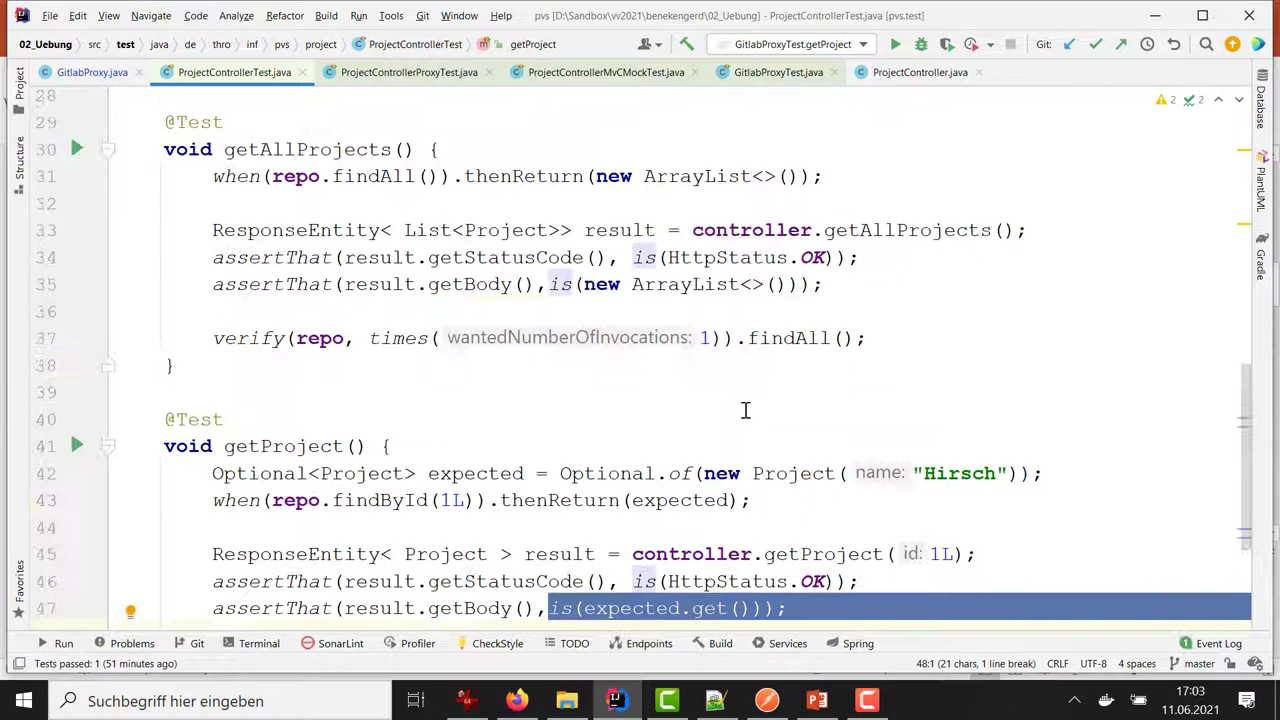 File Edit View Navigate Code Analyze Refactor Build Run Tools Git Window Help pvs [D:\Sandbox\vv2021\benekengerd\02_Uebung] - ProjectControllerTest.java [pvs.test]
02_Uebung src test java de thro inf pvs project ProjectControllerTest getProject GitlabProxyTest.getProject Git:
GitlabProxy.java ProjectControllerTest.java ProjectControllerProxyTest.java ProjectControllerMvCMockTest.java GitlabProxyTest.java ProjectController.java
Project
Structure
Favorites
Database
PlantUML
Gradle
2 2
28
29 @Test
30 void getAllProjects() {
31 when(repo.findAll()).thenReturn(new ArrayList<>());
32
33 ResponseEntity< List<Project>> result = controller.getAllProjects();
34 assertThat(result.getStatusCode(), is(HttpStatus.OK));
35 assertThat(result.getBody(),is(new ArrayList<>()));
36
37 verify(repo, times( wantedNumberOfInvocations: 1)).findAll();
38 }
39
40 @Test
41 void getProject() {
42 Optional<Project> expected = Optional.of(new Project( name: "Hirsch"));
43 when(repo.findById(1L)).thenReturn(expected);
44
45 ResponseEntity< Project > result = controller.getProject( id: 1L);
46 assertThat(result.getStatusCode(), is(HttpStatus.OK));
47 assertThat(result.getBody(),is(expected.get()));
Run Problems Git Terminal SonarLint Profiler CheckStyle TODO Endpoints Build Services Spring Event Log
Tests passed: 1 (51 minutes ago) 48:1 (21 chars, 1 line break) CRLF UTF-8 4 spaces master
Suchbegriff hier eingeben
17:03
11.06.2021